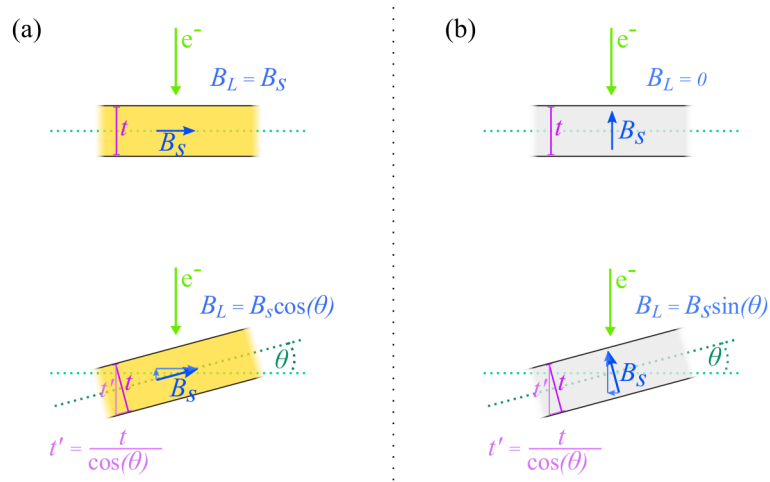 (a)
e⁻
B_L = B_S
t
B_S
e⁻
B_L = B_S cos(θ)
θ
t' t
B_S
t' = t / cos(θ)
(b)
e⁻
B_L = 0
t
B_S
e⁻
B_L = B_S sin(θ)
θ
t' t
B_S
t' = t / cos(θ)